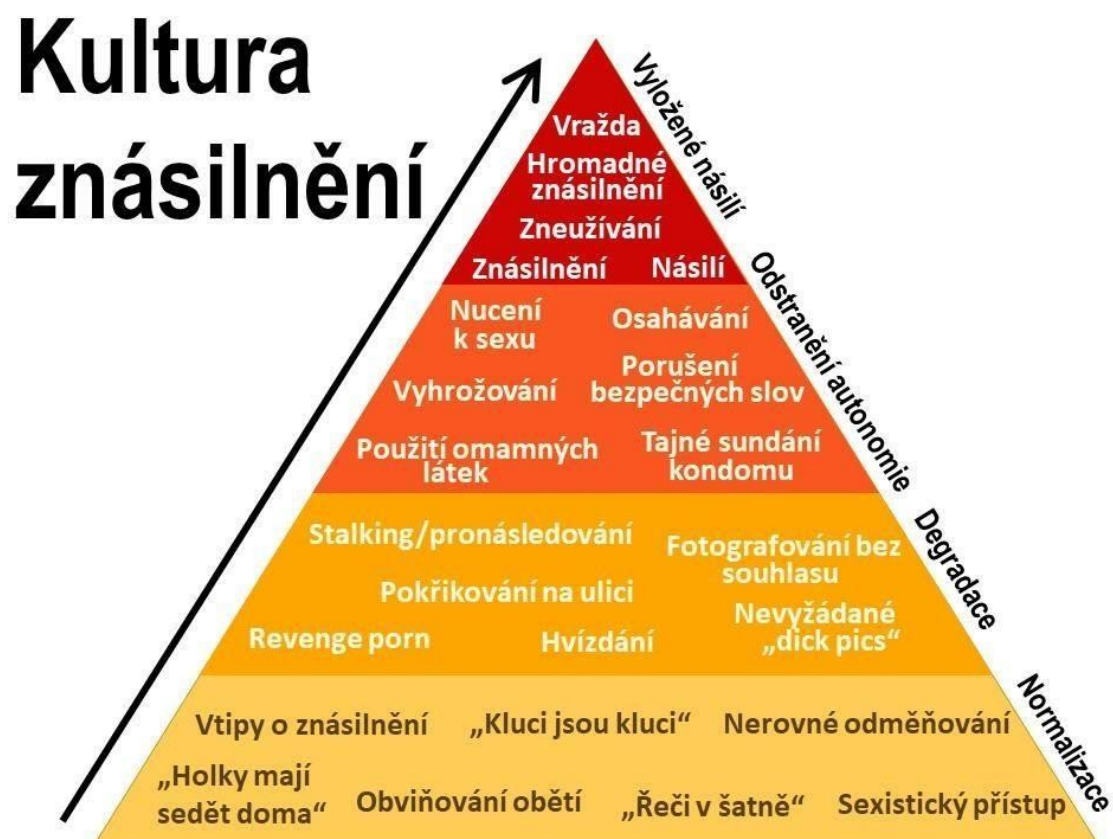 Kultura
znásilnění
Vyložené násilí
Vražda
Hromadné
znásilnění
Zneužívání
Znásilnění Násilí
Odstranění autonomie
Nucení
k sexu
Osahávání
Vyhrožování
Porušení
bezpečných slov
Použití omamných
látek
Tajné sundání
kondomu
Degradace
Stalking/pronásledování
Fotografování bez
souhlasu
Pokřikování na ulici
Revenge porn
Hvízdání
Nevyžádané
„dick pics“
Normalizace
Vtipy o znásilnění
„Kluci jsou kluci“
Nerovné odměňování
„Holky mají
sedět doma“
Obviňování obětí
„Řeči v šatně“
Sexistický přístup